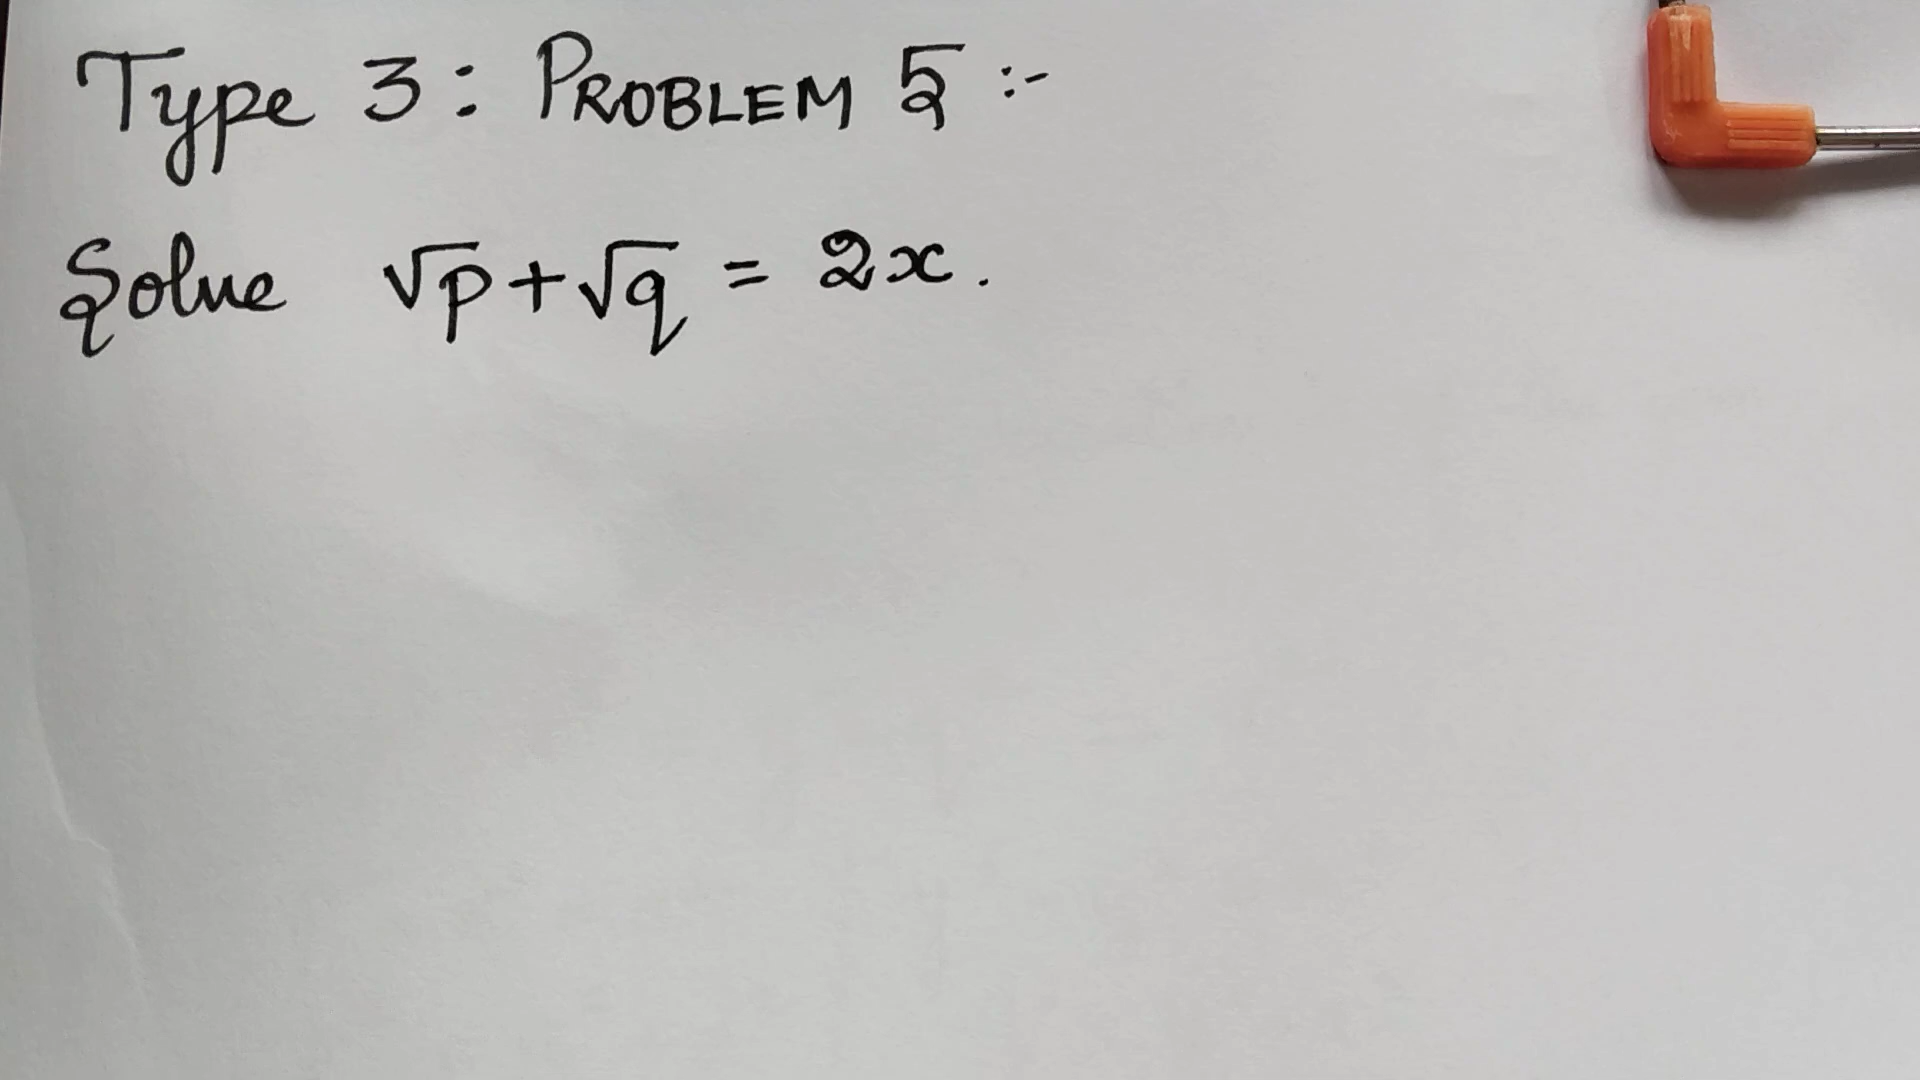 Type 3: PROBLEM 5 :-
Solve √p + √q = 2x.